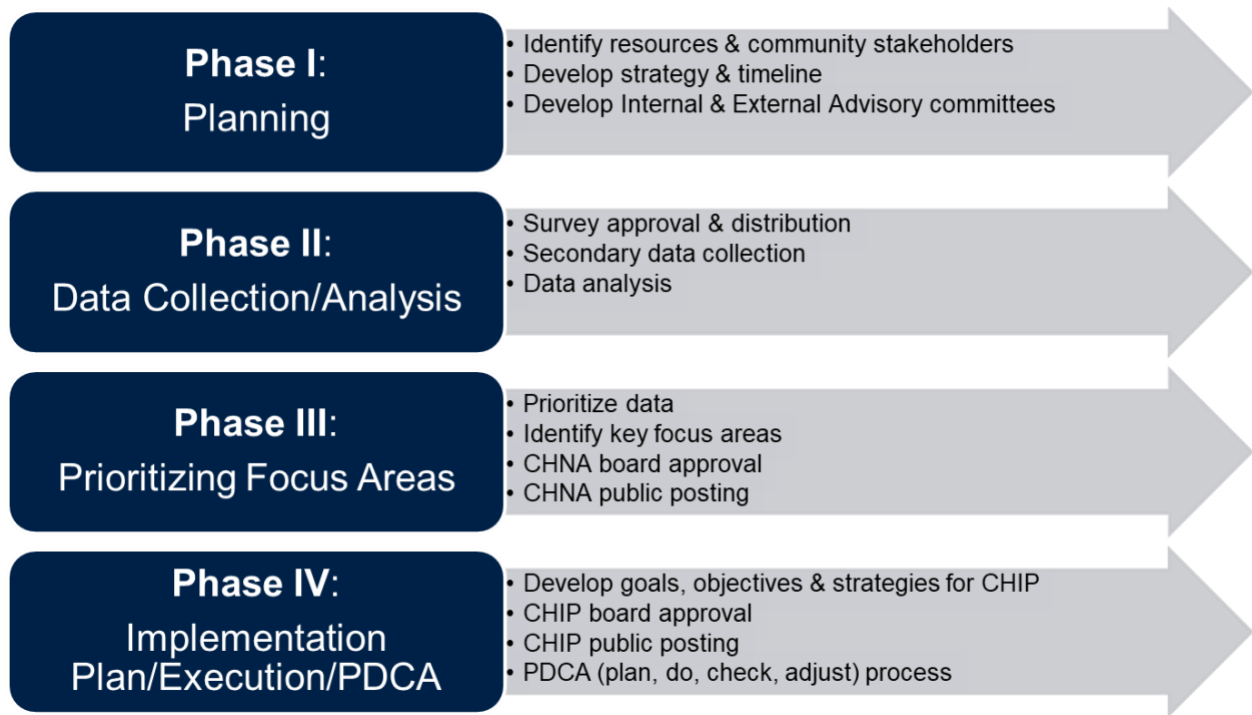 Phase I:
Planning
• Identify resources & community stakeholders
• Develop strategy & timeline
• Develop Internal & External Advisory committees
Phase II:
Data Collection/Analysis
• Survey approval & distribution
• Secondary data collection
• Data analysis
Phase III:
Prioritizing Focus Areas
• Prioritize data
• Identify key focus areas
• CHNA board approval
• CHNA public posting
Phase IV:
Implementation
Plan/Execution/PDCA
• Develop goals, objectives & strategies for CHIP
• CHIP board approval
• CHIP public posting
• PDCA (plan, do, check, adjust) process